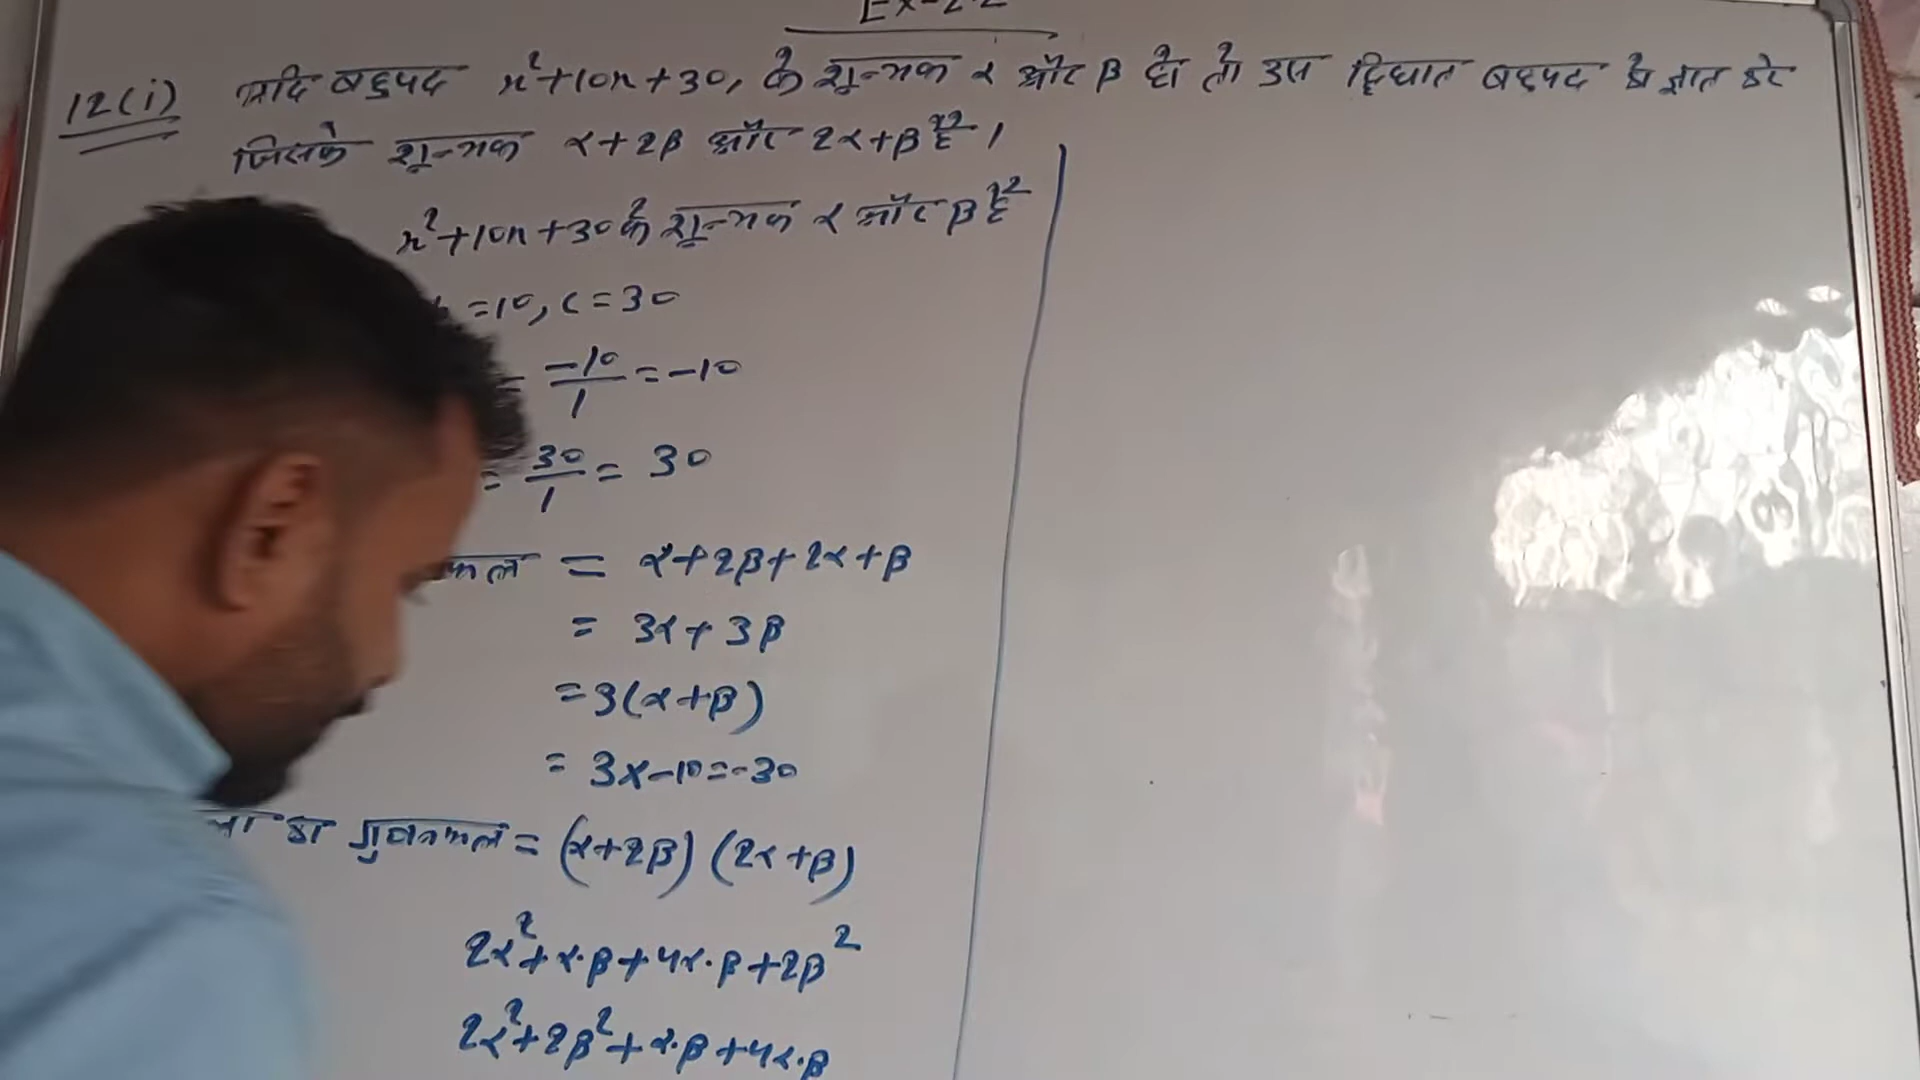 Ex-2.2
12(i) यदि बहुपद x²+10x+30, के शून्यक α और β हो तो उस द्विघात बहुपद को ज्ञात करे
जिसके शून्यक α+2β और 2α+β हैं।
x²+10x+30 के शून्यक α और β हैं
=10, c=30
= -10/1 = -10
= 30/1 = 30
= α+2β+2α+β
= 3α+3β
=3(α+β)
= 3x-10=-30
का गुणनफल = (α+2β) (2α+β)
2α²+α.β+4α.β+2β²
2α²+2β²+α.β+4α.β